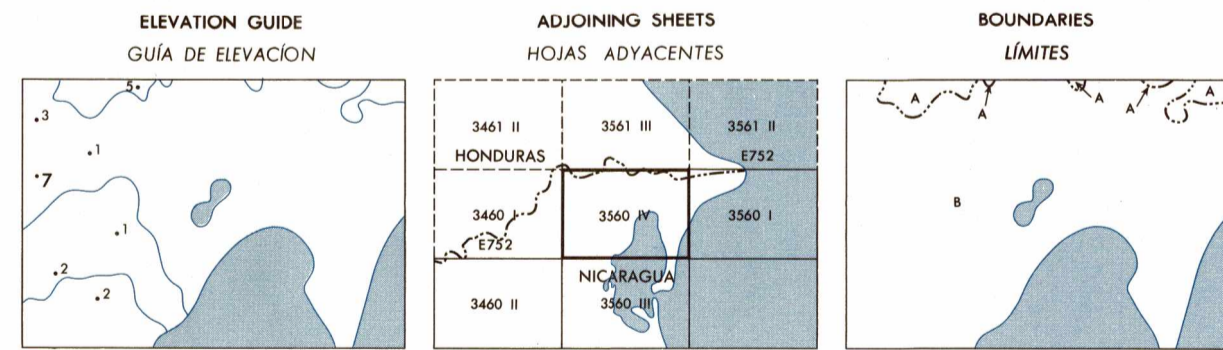 ELEVATION GUIDE
GUÍA DE ELEVACÍON
5
3
1
7
1
2
2
ADJOINING SHEETS
HOJAS ADYACENTES
3461 II 3561 III 3561 II
HONDURAS E752
3460 I 3560 IV 3560 I
E752
NICARAGUA
3460 II 3560 III
BOUNDARIES
LÍMITES
A A A A A
B